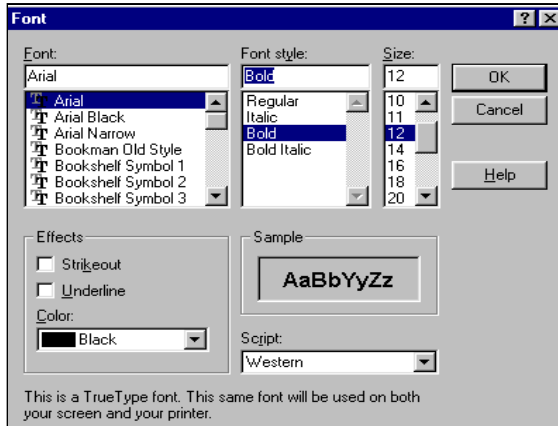 Font
Font:
Arial
Arial
Arial Black
Arial Narrow
Bookman Old Style
Bookshelf Symbol 1
Bookshelf Symbol 2
Bookshelf Symbol 3
Font style:
Bold
Regular
Italic
Bold
Bold Italic
Size:
12
10
11
12
14
16
18
20
OK
Cancel
Help
Effects
Strikeout
Underline
Color:
Black
Sample
AaBbYyZz
Script:
Western
This is a TrueType font. This same font will be used on both
your screen and your printer.